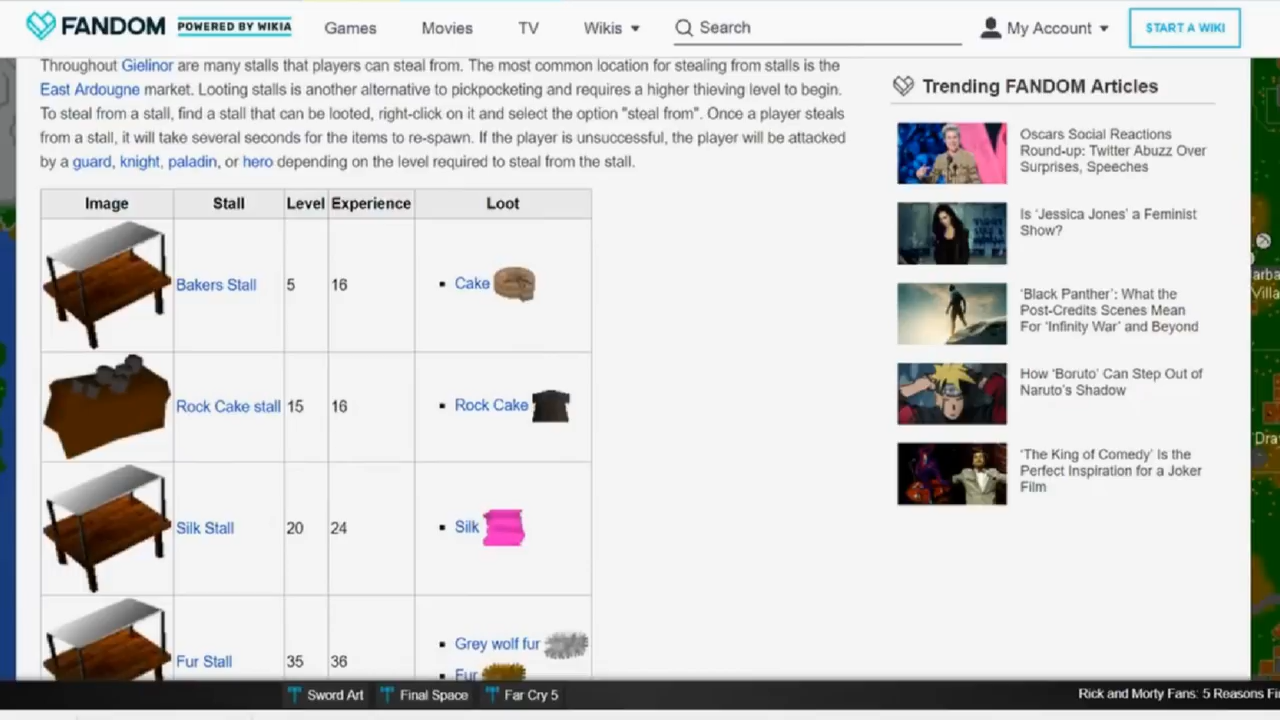 FANDOM POWERED BY WIKIA Games Movies TV Wikis Search My Account START A WIKI
Throughout Gielinor are many stalls that players can steal from. The most common location for stealing from stalls is the
East Ardougne market. Looting stalls is another alternative to pickpocketing and requires a higher thieving level to begin.
To steal from a stall, find a stall that can be looted, right-click on it and select the option "steal from". Once a player steals
from a stall, it will take several seconds for the items to re-spawn. If the player is unsuccessful, the player will be attacked
by a guard, knight, paladin, or hero depending on the level required to steal from the stall.
Image Stall Level Experience Loot
Bakers Stall 5 16 Cake
Rock Cake stall 15 16 Rock Cake
Silk Stall 20 24 Silk
Fur Stall 35 36 Grey wolf fur
Fur
Trending FANDOM Articles
Oscars Social Reactions
Round-up: Twitter Abuzz Over
Surprises, Speeches
Is 'Jessica Jones' a Feminist
Show?
'Black Panther': What the
Post-Credits Scenes Mean
For 'Infinity War' and Beyond
How 'Boruto' Can Step Out of
Naruto's Shadow
'The King of Comedy' Is the
Perfect Inspiration for a Joker
Film
Sword Art Final Space Far Cry 5 Rick and Morty Fans: 5 Reasons